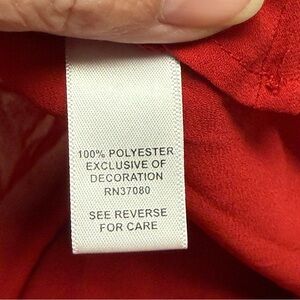 100% POLYESTER
EXCLUSIVE OF
DECORATION
RN37080
SEE REVERSE
FOR CARE